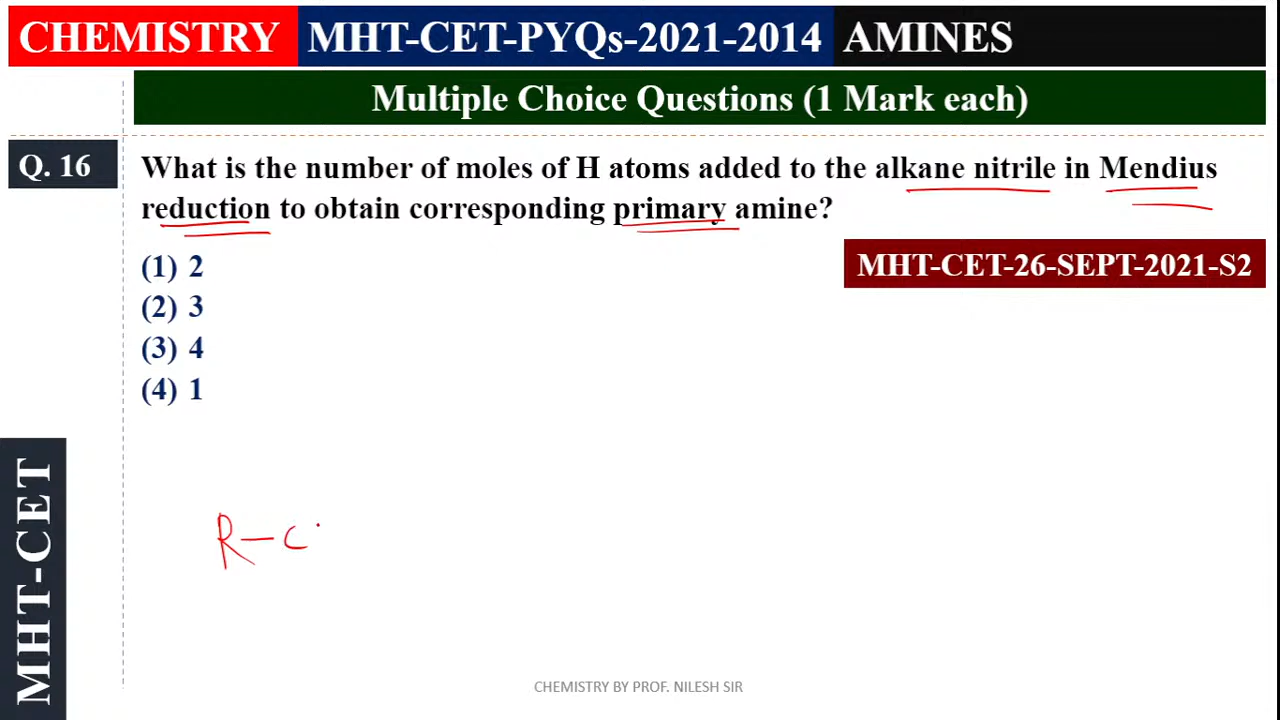 CHEMISTRY MHT-CET-PYQs-2021-2014 AMINES
Multiple Choice Questions (1 Mark each)
Q. 16 What is the number of moles of H atoms added to the alkane nitrile in Mendius
reduction to obtain corresponding primary amine?
MHT-CET-26-SEPT-2021-S2
(1) 2
(2) 3
(3) 4
(4) 1
MHT-CET
R-C
CHEMISTRY BY PROF. NILESH SIR